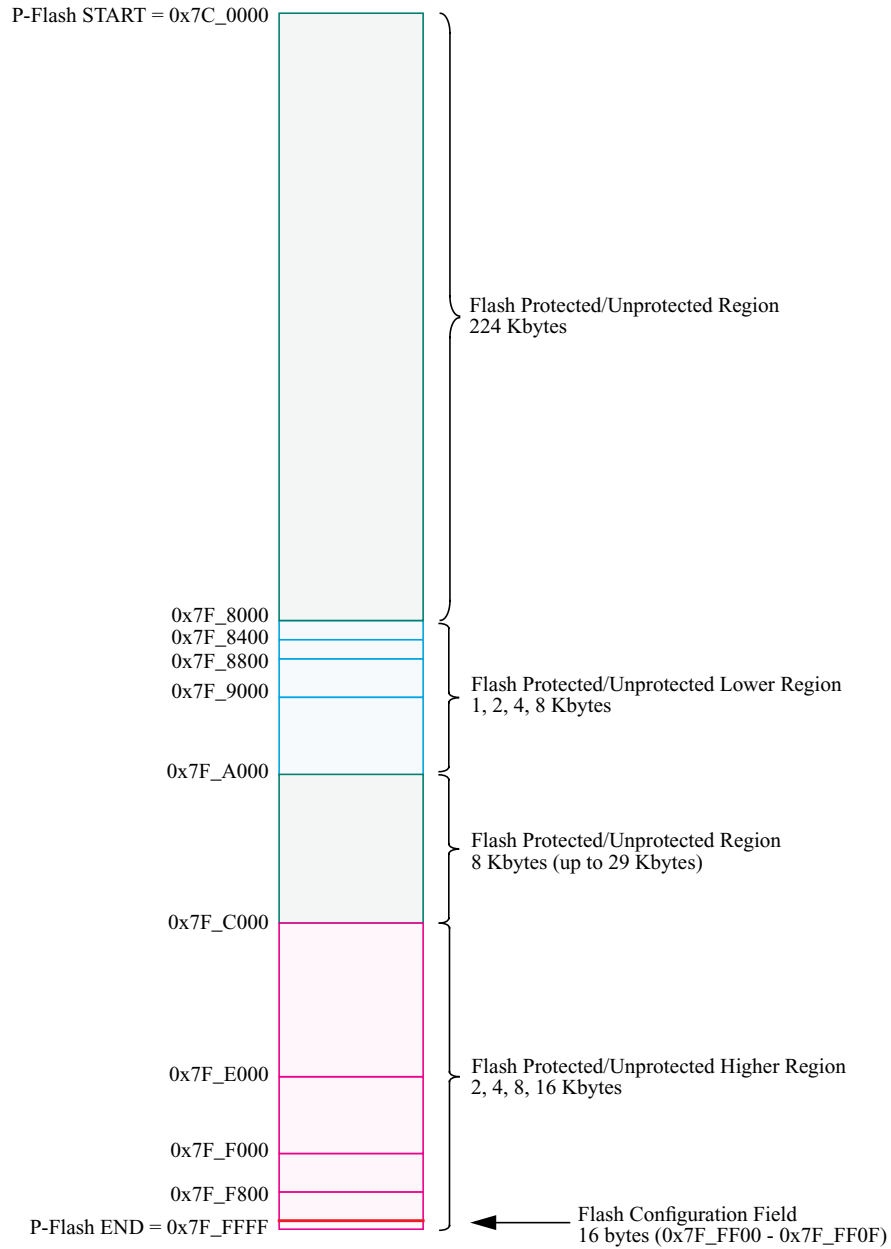 P-Flash START = 0x7C_0000
Flash Protected/Unprotected Region
224 Kbytes
0x7F_8000
0x7F_8400
0x7F_8800
0x7F_9000
Flash Protected/Unprotected Lower Region
1, 2, 4, 8 Kbytes
0x7F_A000
Flash Protected/Unprotected Region
8 Kbytes (up to 29 Kbytes)
0x7F_C000
0x7F_E000
Flash Protected/Unprotected Higher Region
2, 4, 8, 16 Kbytes
0x7F_F000
0x7F_F800
P-Flash END = 0x7F_FFFF
Flash Configuration Field
16 bytes (0x7F_FF00 - 0x7F_FF0F)